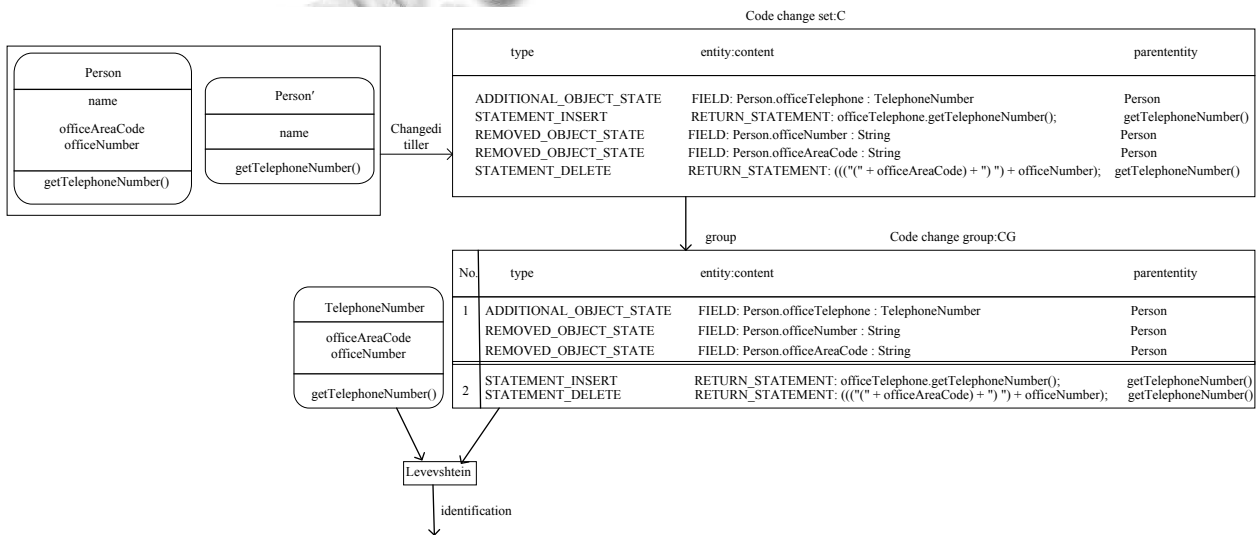 Code change set:C
type entity:content parententity
ADDITIONAL_OBJECT_STATE FIELD: Person.officeTelephone : TelephoneNumber Person
STATEMENT_INSERT RETURN_STATEMENT: officeTelephone.getTelephoneNumber(); getTelephoneNumber()
REMOVED_OBJECT_STATE FIELD: Person.officeNumber : String Person
REMOVED_OBJECT_STATE FIELD: Person.officeAreaCode : String Person
STATEMENT_DELETE RETURN_STATEMENT: ((("(" + officeAreaCode) + ") ") + officeNumber); getTelephoneNumber()
Person
name
officeAreaCode
officeNumber
getTelephoneNumber()
Person′
name
getTelephoneNumber()
Changedi
tiller
group
Code change group:CG
No. type entity:content parententity
1 ADDITIONAL_OBJECT_STATE FIELD: Person.officeTelephone : TelephoneNumber Person
REMOVED_OBJECT_STATE FIELD: Person.officeNumber : String Person
REMOVED_OBJECT_STATE FIELD: Person.officeAreaCode : String Person
2 STATEMENT_INSERT RETURN_STATEMENT: officeTelephone.getTelephoneNumber(); getTelephoneNumber()
STATEMENT_DELETE RETURN_STATEMENT: ((("(" + officeAreaCode) + ") ") + officeNumber); getTelephoneNumber()
TelephoneNumber
officeAreaCode
officeNumber
getTelephoneNumber()
Levevshtein
identification